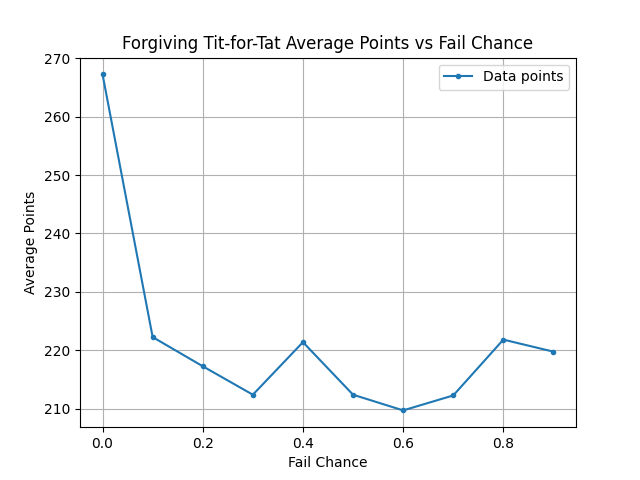 Forgiving Tit-for-Tat Average Points vs Fail Chance
270
Data points
260
250
240
230
220
210
Average Points
0.0 0.2 0.4 0.6 0.8
Fail Chance